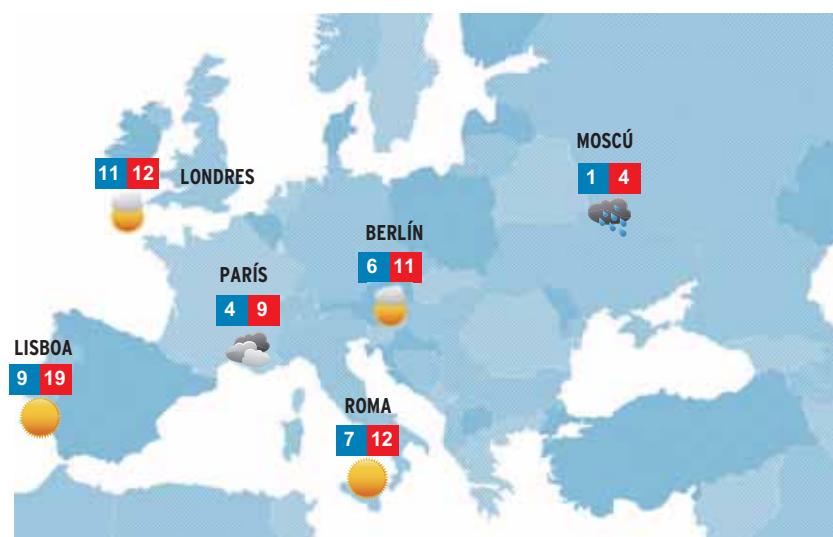 MOSCÚ
1 4
11 12
LONDRES
BERLÍN
6 11
PARÍS
4 9
LISBOA
9 19
ROMA
7 12